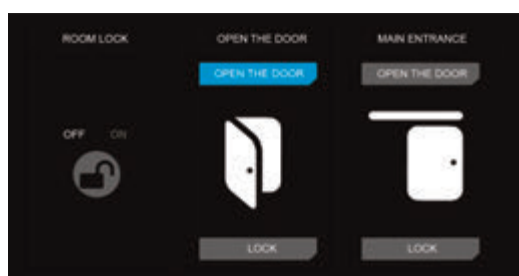 ROOM LOCK
OFF ON
OPEN THE DOOR
OPEN THE DOOR
LOCK
MAIN ENTRANCE
OPEN THE DOOR
LOCK